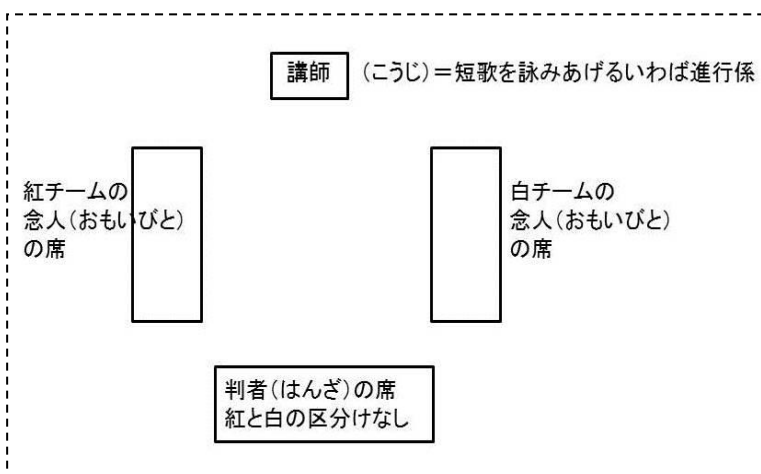 講師
(こうじ)＝短歌を詠みあげるいわば進行係
紅チームの
念人(おもいびと)
の席
白チームの
念人(おもいびと)
の席
判者(はんざ)の席
紅と白の区分けなし